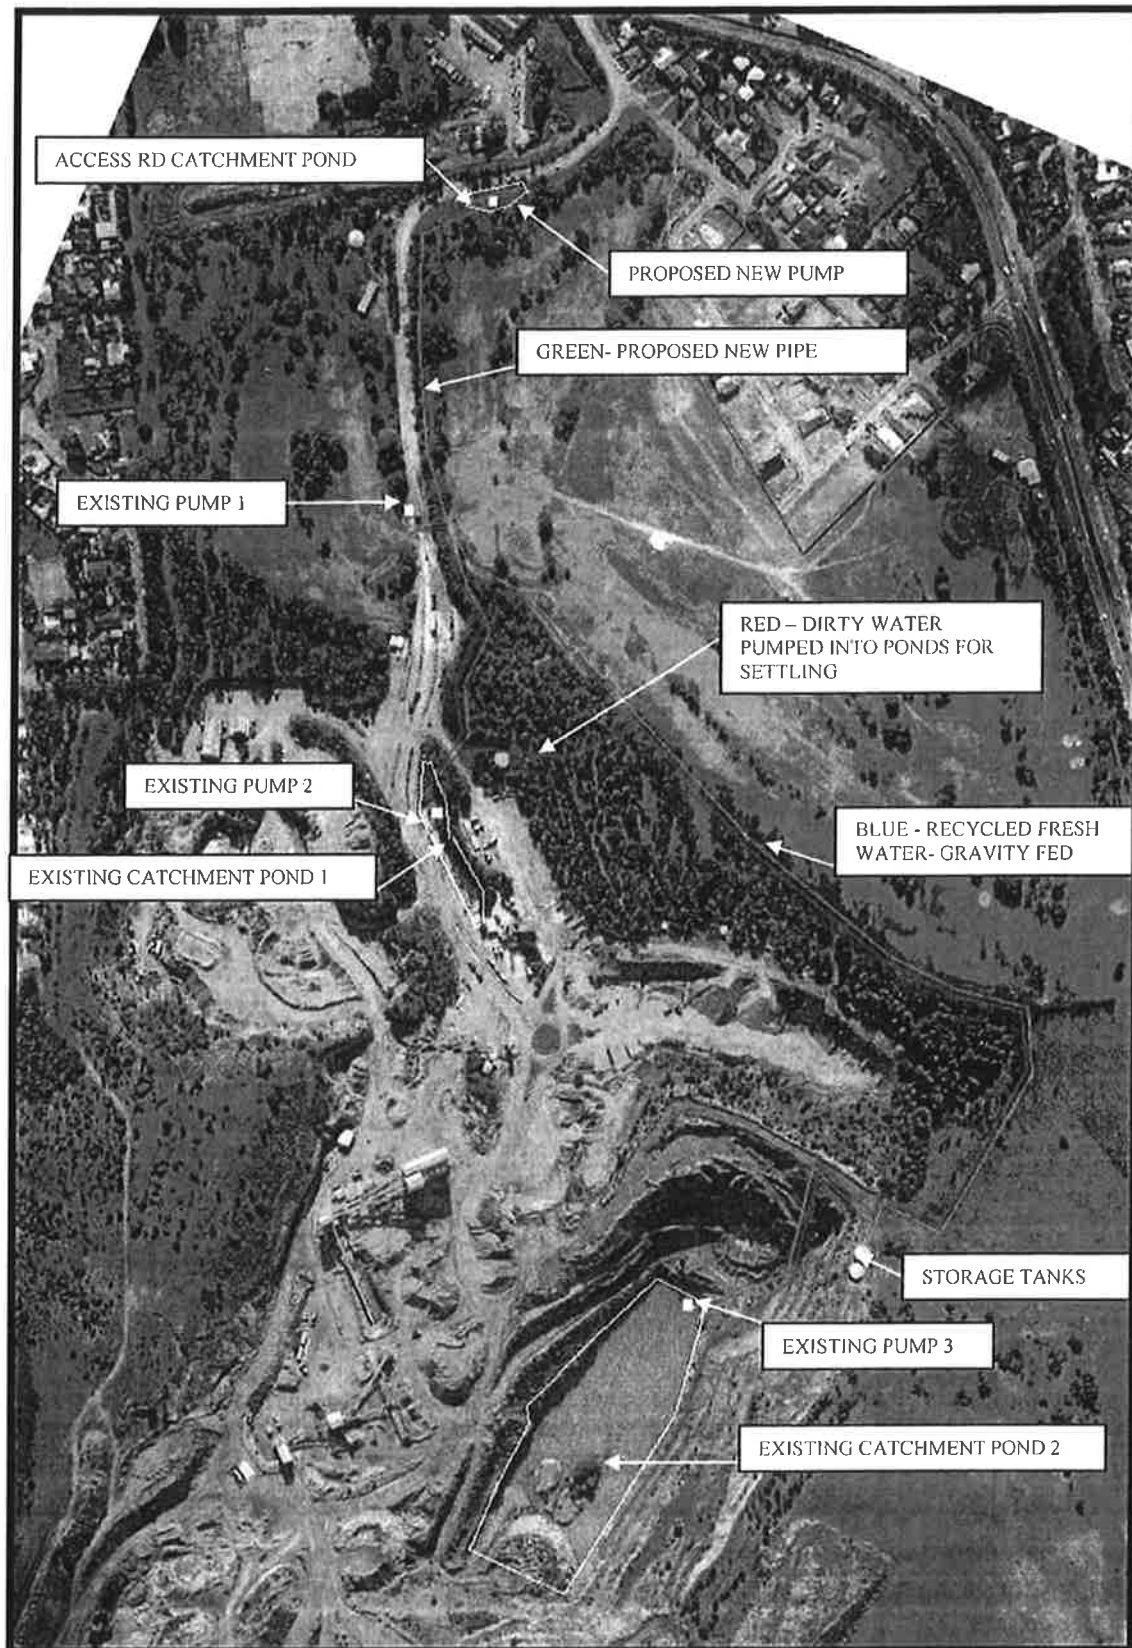 ACCESS RD CATCHMENT POND
PROPOSED NEW PUMP
GREEN- PROPOSED NEW PIPE
EXISTING PUMP 1
RED – DIRTY WATER
PUMPED INTO PONDS FOR
SETTLING
EXISTING PUMP 2
BLUE - RECYCLED FRESH
WATER- GRAVITY FED
EXISTING CATCHMENT POND 1
STORAGE TANKS
EXISTING PUMP 3
EXISTING CATCHMENT POND 2